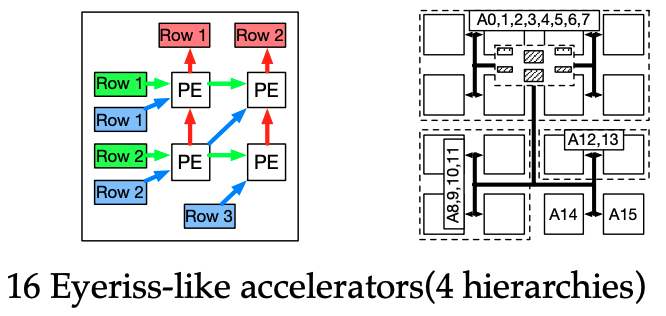 Row 1 Row 2
Row 1 PE PE
Row 1
Row 2 PE PE
Row 2
Row 3
A0,1,2,3,4,5,6,7
A12,13
A8,9,10,11
A14 A15
16 Eyeriss-like accelerators(4 hierarchies)